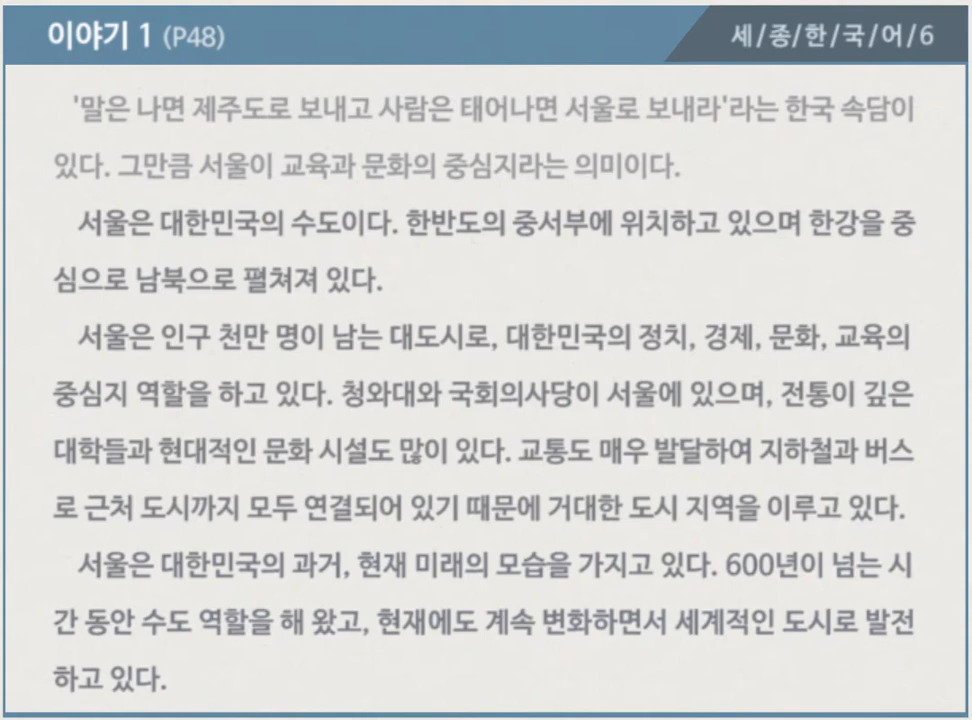 이야기 1 (P48)
세/종/한/국/어/6
'말은 나면 제주도로 보내고 사람은 태어나면 서울로 보내라'라는 한국 속담이
있다. 그만큼 서울이 교육과 문화의 중심지라는 의미이다.
서울은 대한민국의 수도이다. 한반도의 중서부에 위치하고 있으며 한강을 중
심으로 남북으로 펼쳐져 있다.
서울은 인구 천만 명이 남는 대도시로, 대한민국의 정치, 경제, 문화, 교육의
중심지 역할을 하고 있다. 청와대와 국회의사당이 서울에 있으며, 전통이 깊은
대학들과 현대적인 문화 시설도 많이 있다. 교통도 매우 발달하여 지하철과 버스
로 근처 도시까지 모두 연결되어 있기 때문에 거대한 도시 지역을 이루고 있다.
서울은 대한민국의 과거, 현재 미래의 모습을 가지고 있다. 600년이 넘는 시
간 동안 수도 역할을 해 왔고, 현재에도 계속 변화하면서 세계적인 도시로 발전
하고 있다.